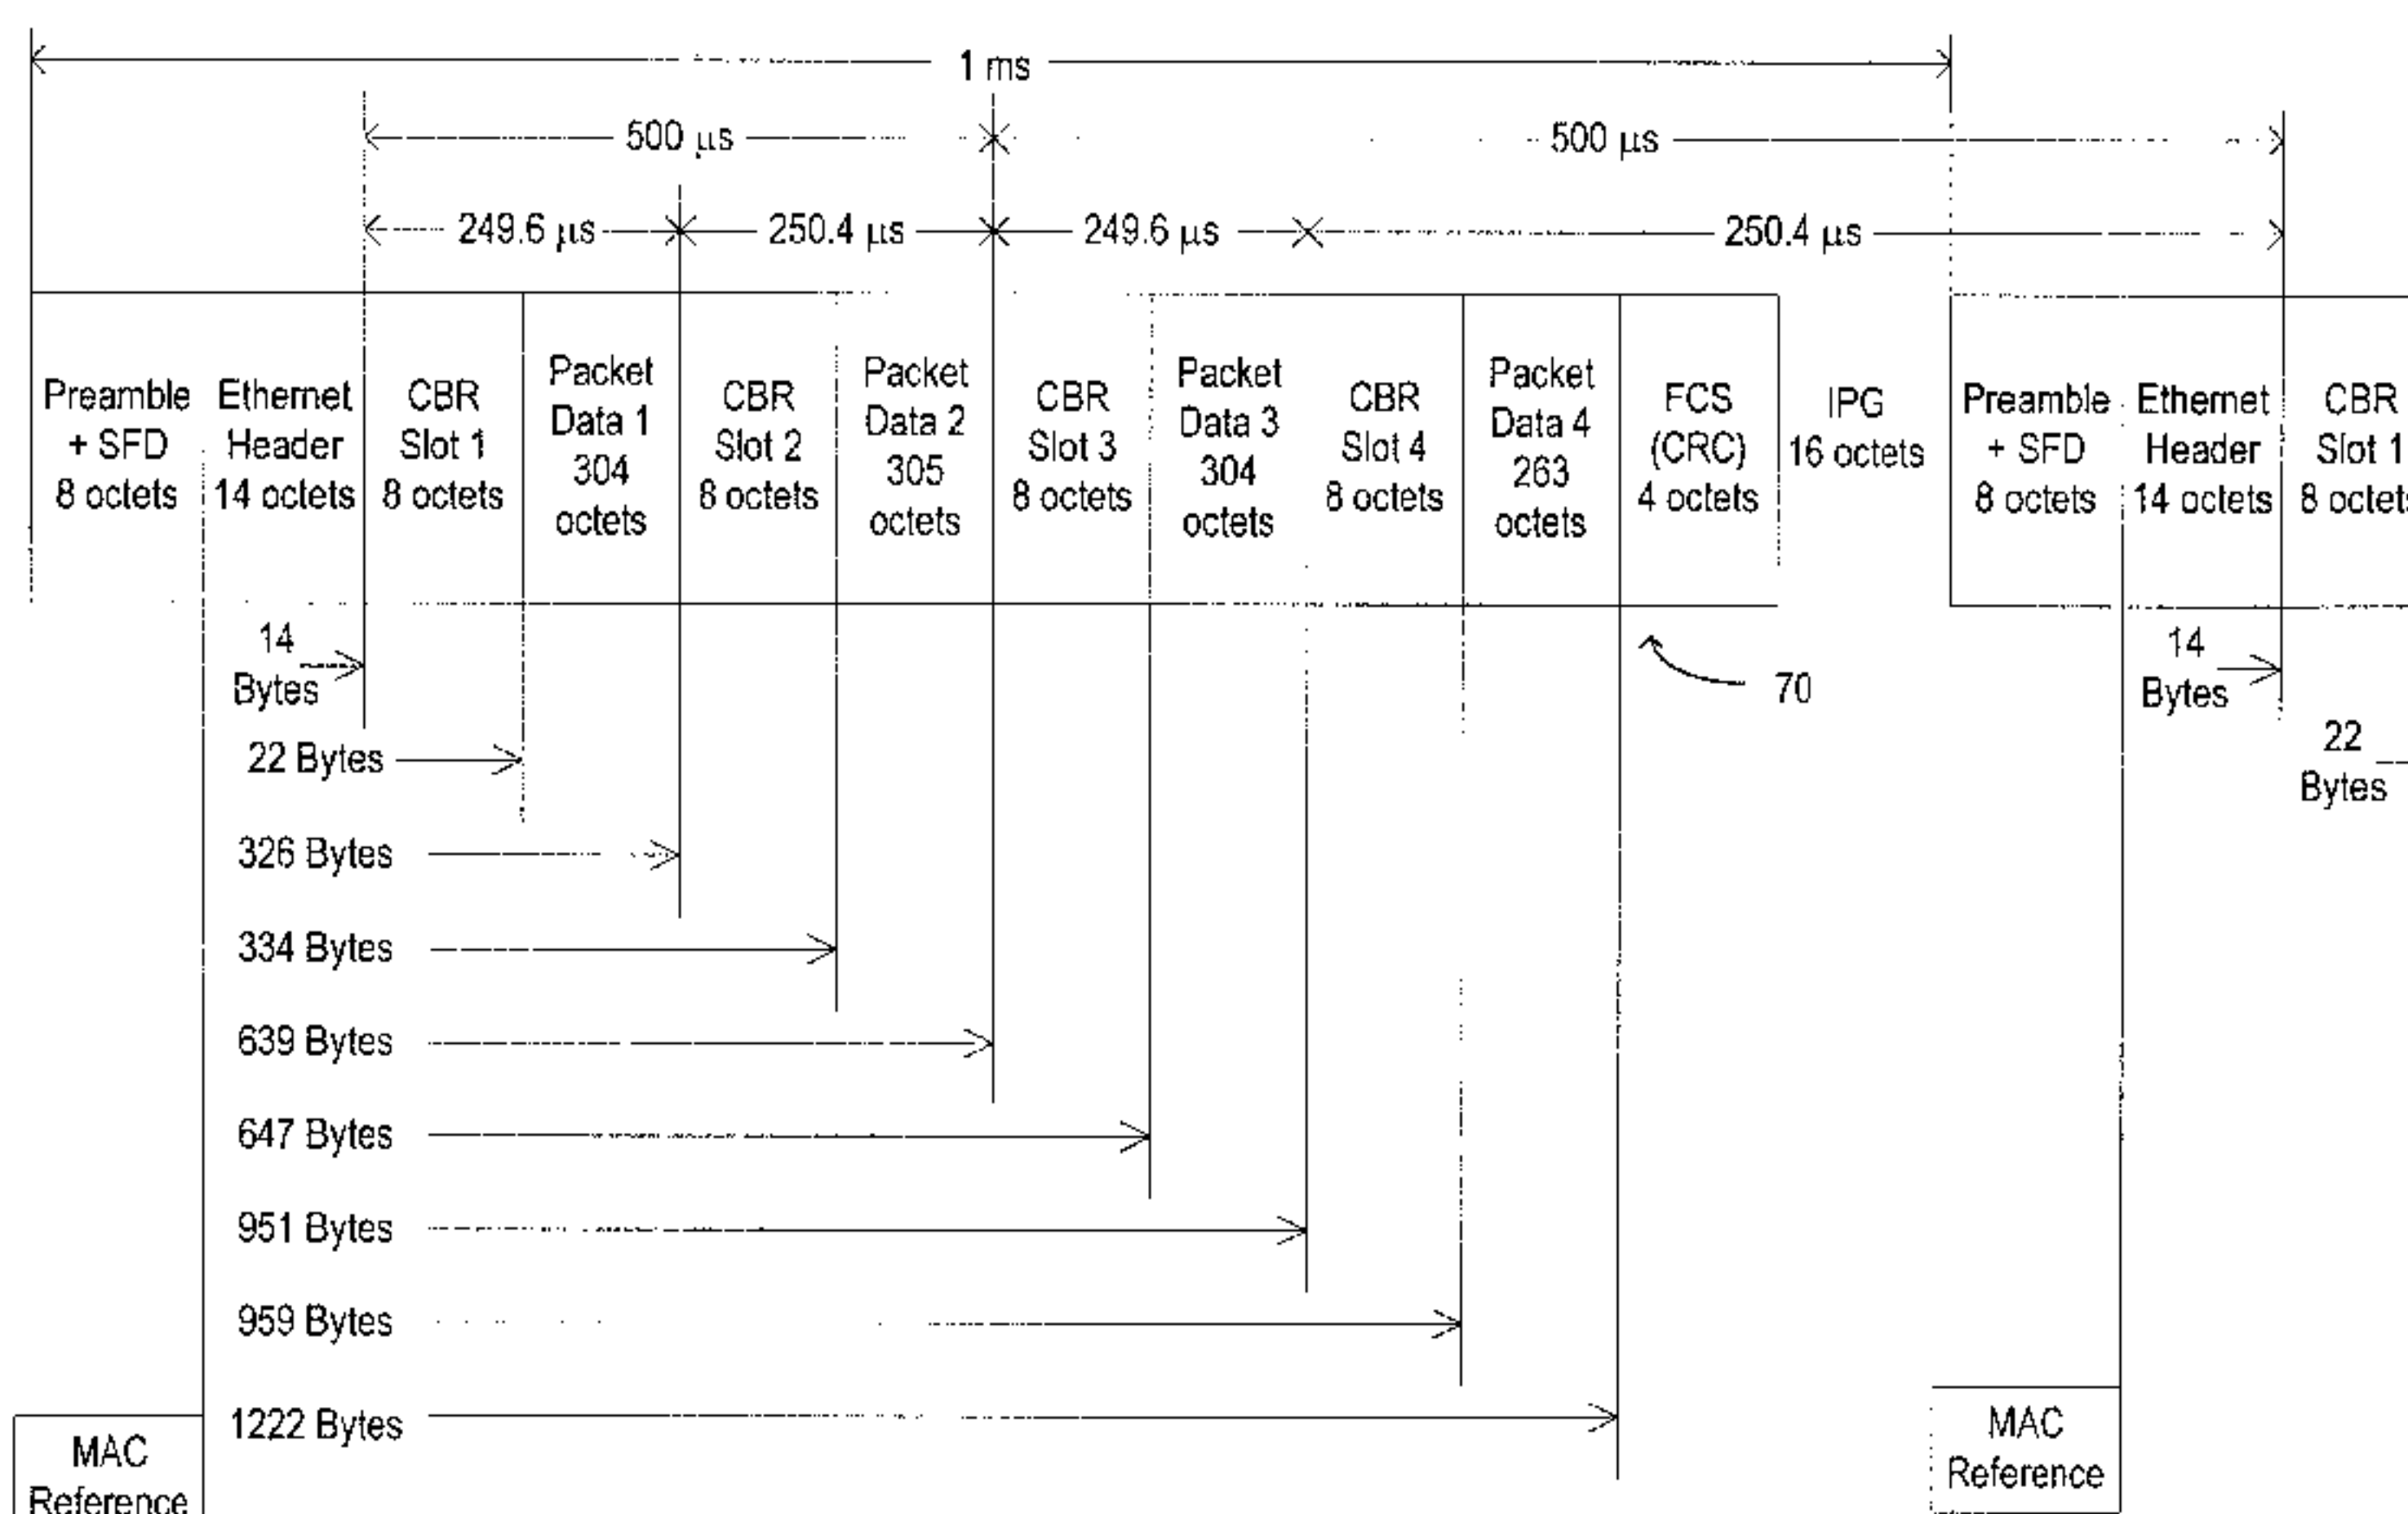 1 ms
500 μs
500 μs
249.6 μs
250.4 μs
249.6 μs
250.4 μs
Preamble
+ SFD
8 octets
Ethernet
Header
14 octets
CBR
Slot 1
8 octets
Packet
Data 1
304
octets
CBR
Slot 2
8 octets
Packet
Data 2
305
octets
CBR
Slot 3
8 octets
Packet
Data 3
304
octets
CBR
Slot 4
8 octets
Packet
Data 4
263
octets
FCS
(CRC)
4 octets
IPG
16 octets
Preamble
+ SFD
8 octets
Ethernet
Header
14 octets
CBR
Slot 1
8 octets
14
Bytes
70
14
Bytes
22 Bytes
22
Bytes
326 Bytes
334 Bytes
639 Bytes
647 Bytes
951 Bytes
959 Bytes
1222 Bytes
MAC
Reference
MAC
Reference